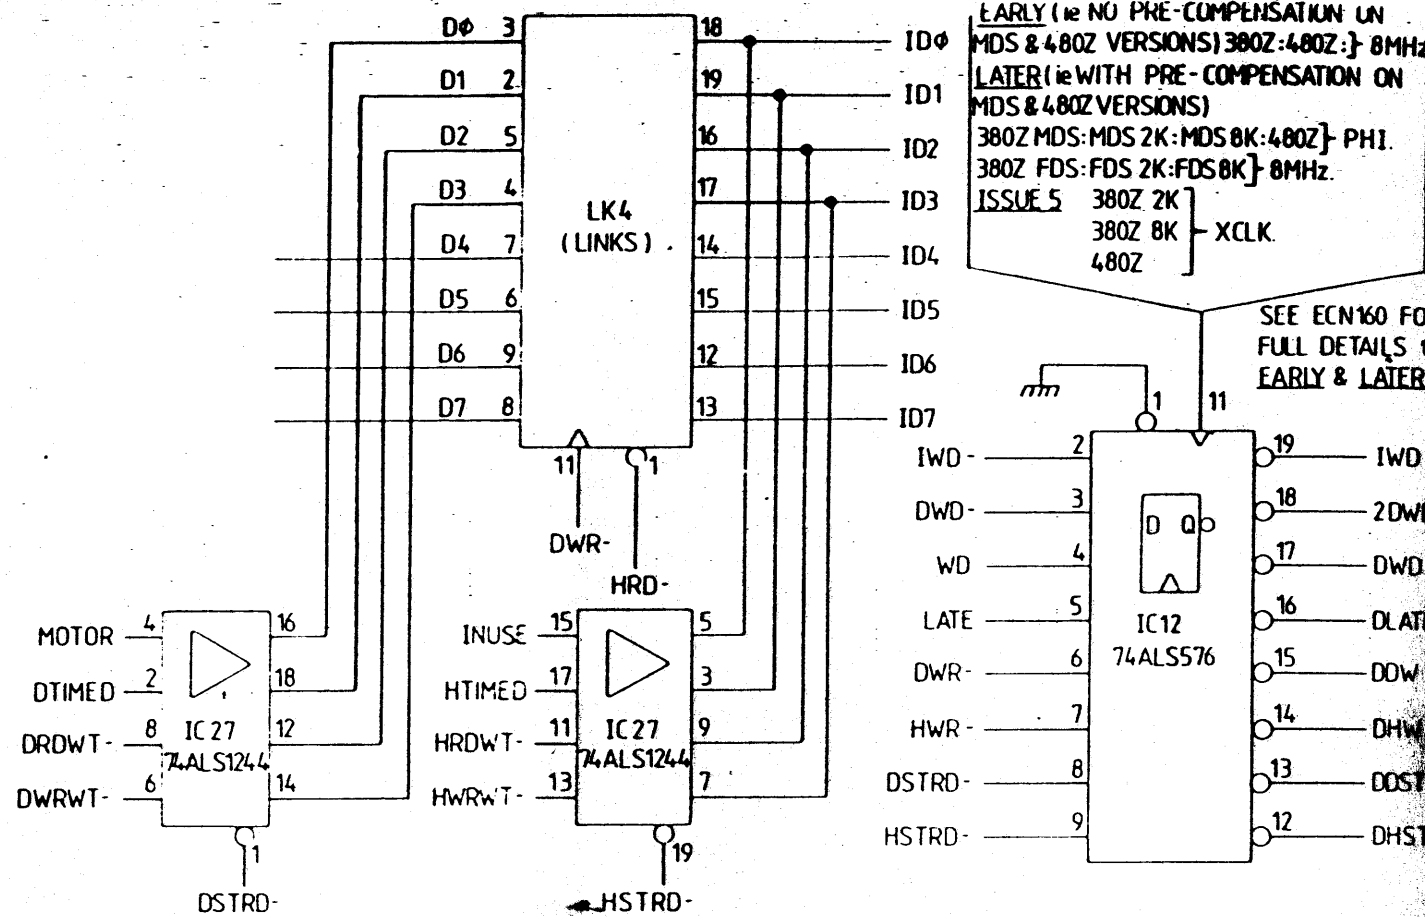 EARLY (ie NO PRE-COMPENSATION ON
MDS & 480Z VERSIONS) 380Z:480Z:} 8MHz
LATER (ie WITH PRE-COMPENSATION ON
MDS & 480Z VERSIONS)
380Z MDS:MDS 2K:MDS 8K:480Z} PHI.
380Z FDS:FDS 2K:FDS 8K} 8MHz.
ISSUE 5 380Z 2K
380Z 8K } XCLK.
480Z
SEE ECN160 FO
FULL DETAILS
EARLY & LATER
DØ 3 18 IDØ
D1 2 19 ID1
D2 5 16 ID2
D3 4 17 ID3
LK4
(LINKS)
D4 7 14 ID4
D5 6 15 ID5
D6 9 12 ID6
D7 8 13 ID7
11 1
DWR-
HRD-
MOTOR 4 16
DTIMED 2 18
DRDWT- 8 12
DWRWT- 6 14
IC27
74ALS1244
1
DSTRD-
INUSE 15 5
HTIMED 17 3
HRDWT- 11 9
HWRWT- 13 7
IC27
74ALS1244
19
HSTRD-
1 11
IWD- 2 19 IWD
DWD- 3 18 2DW
WD 4 17 DWD
LATE 5 16 DLAT
DWR- 6 15 DDW
HWR- 7 14 DHW
DSTRD- 8 13 DDST
HSTRD- 9 12 DHST
D Q
IC12
74ALS576